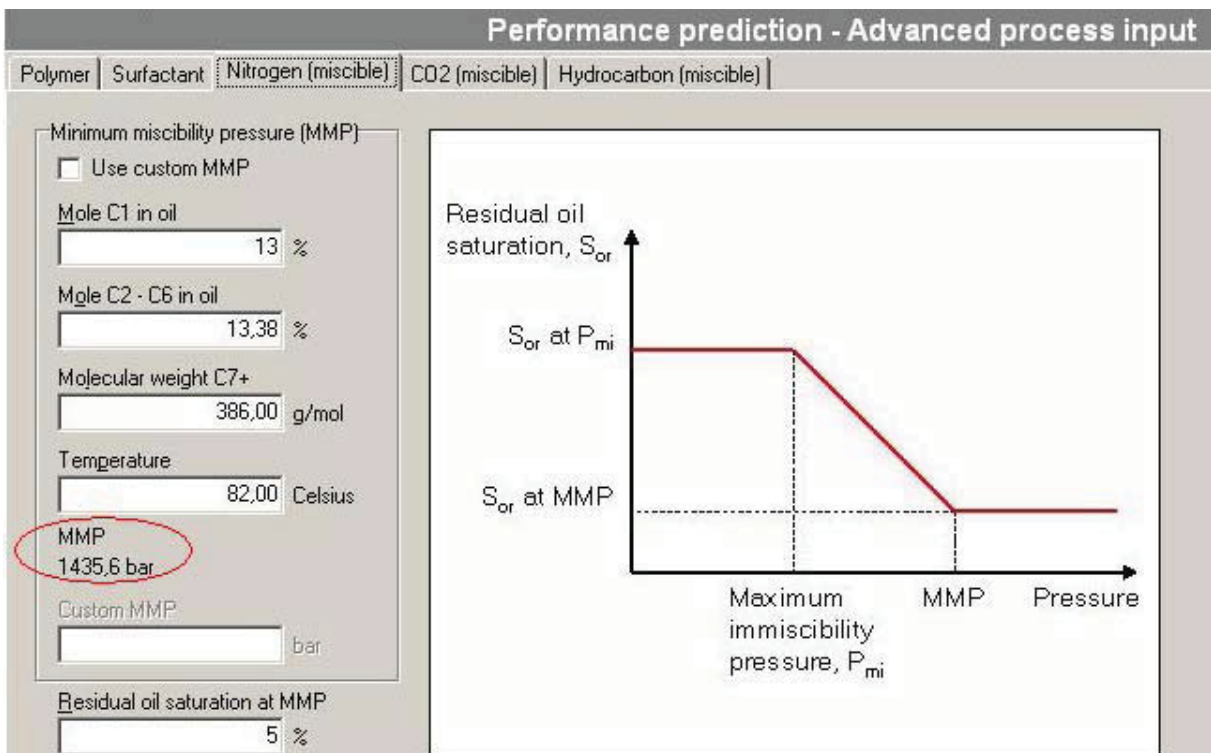 Performance prediction - Advanced process input
Polymer Surfactant Nitrogen (miscible) CO2 (miscible) Hydrocarbon (miscible)
Minimum miscibility pressure (MMP)
Use custom MMP
Mole C1 in oil
13 %
Mole C2 - C6 in oil
13,38 %
Molecular weight C7+
386,00 g/mol
Temperature
82,00 Celsius
MMP
1435,6 bar
Custom MMP
bar
Residual oil saturation at MMP
5 %
Residual oil
saturation, Sor
Sor at Pmi
Sor at MMP
Maximum
immiscibility
pressure, Pmi
MMP
Pressure